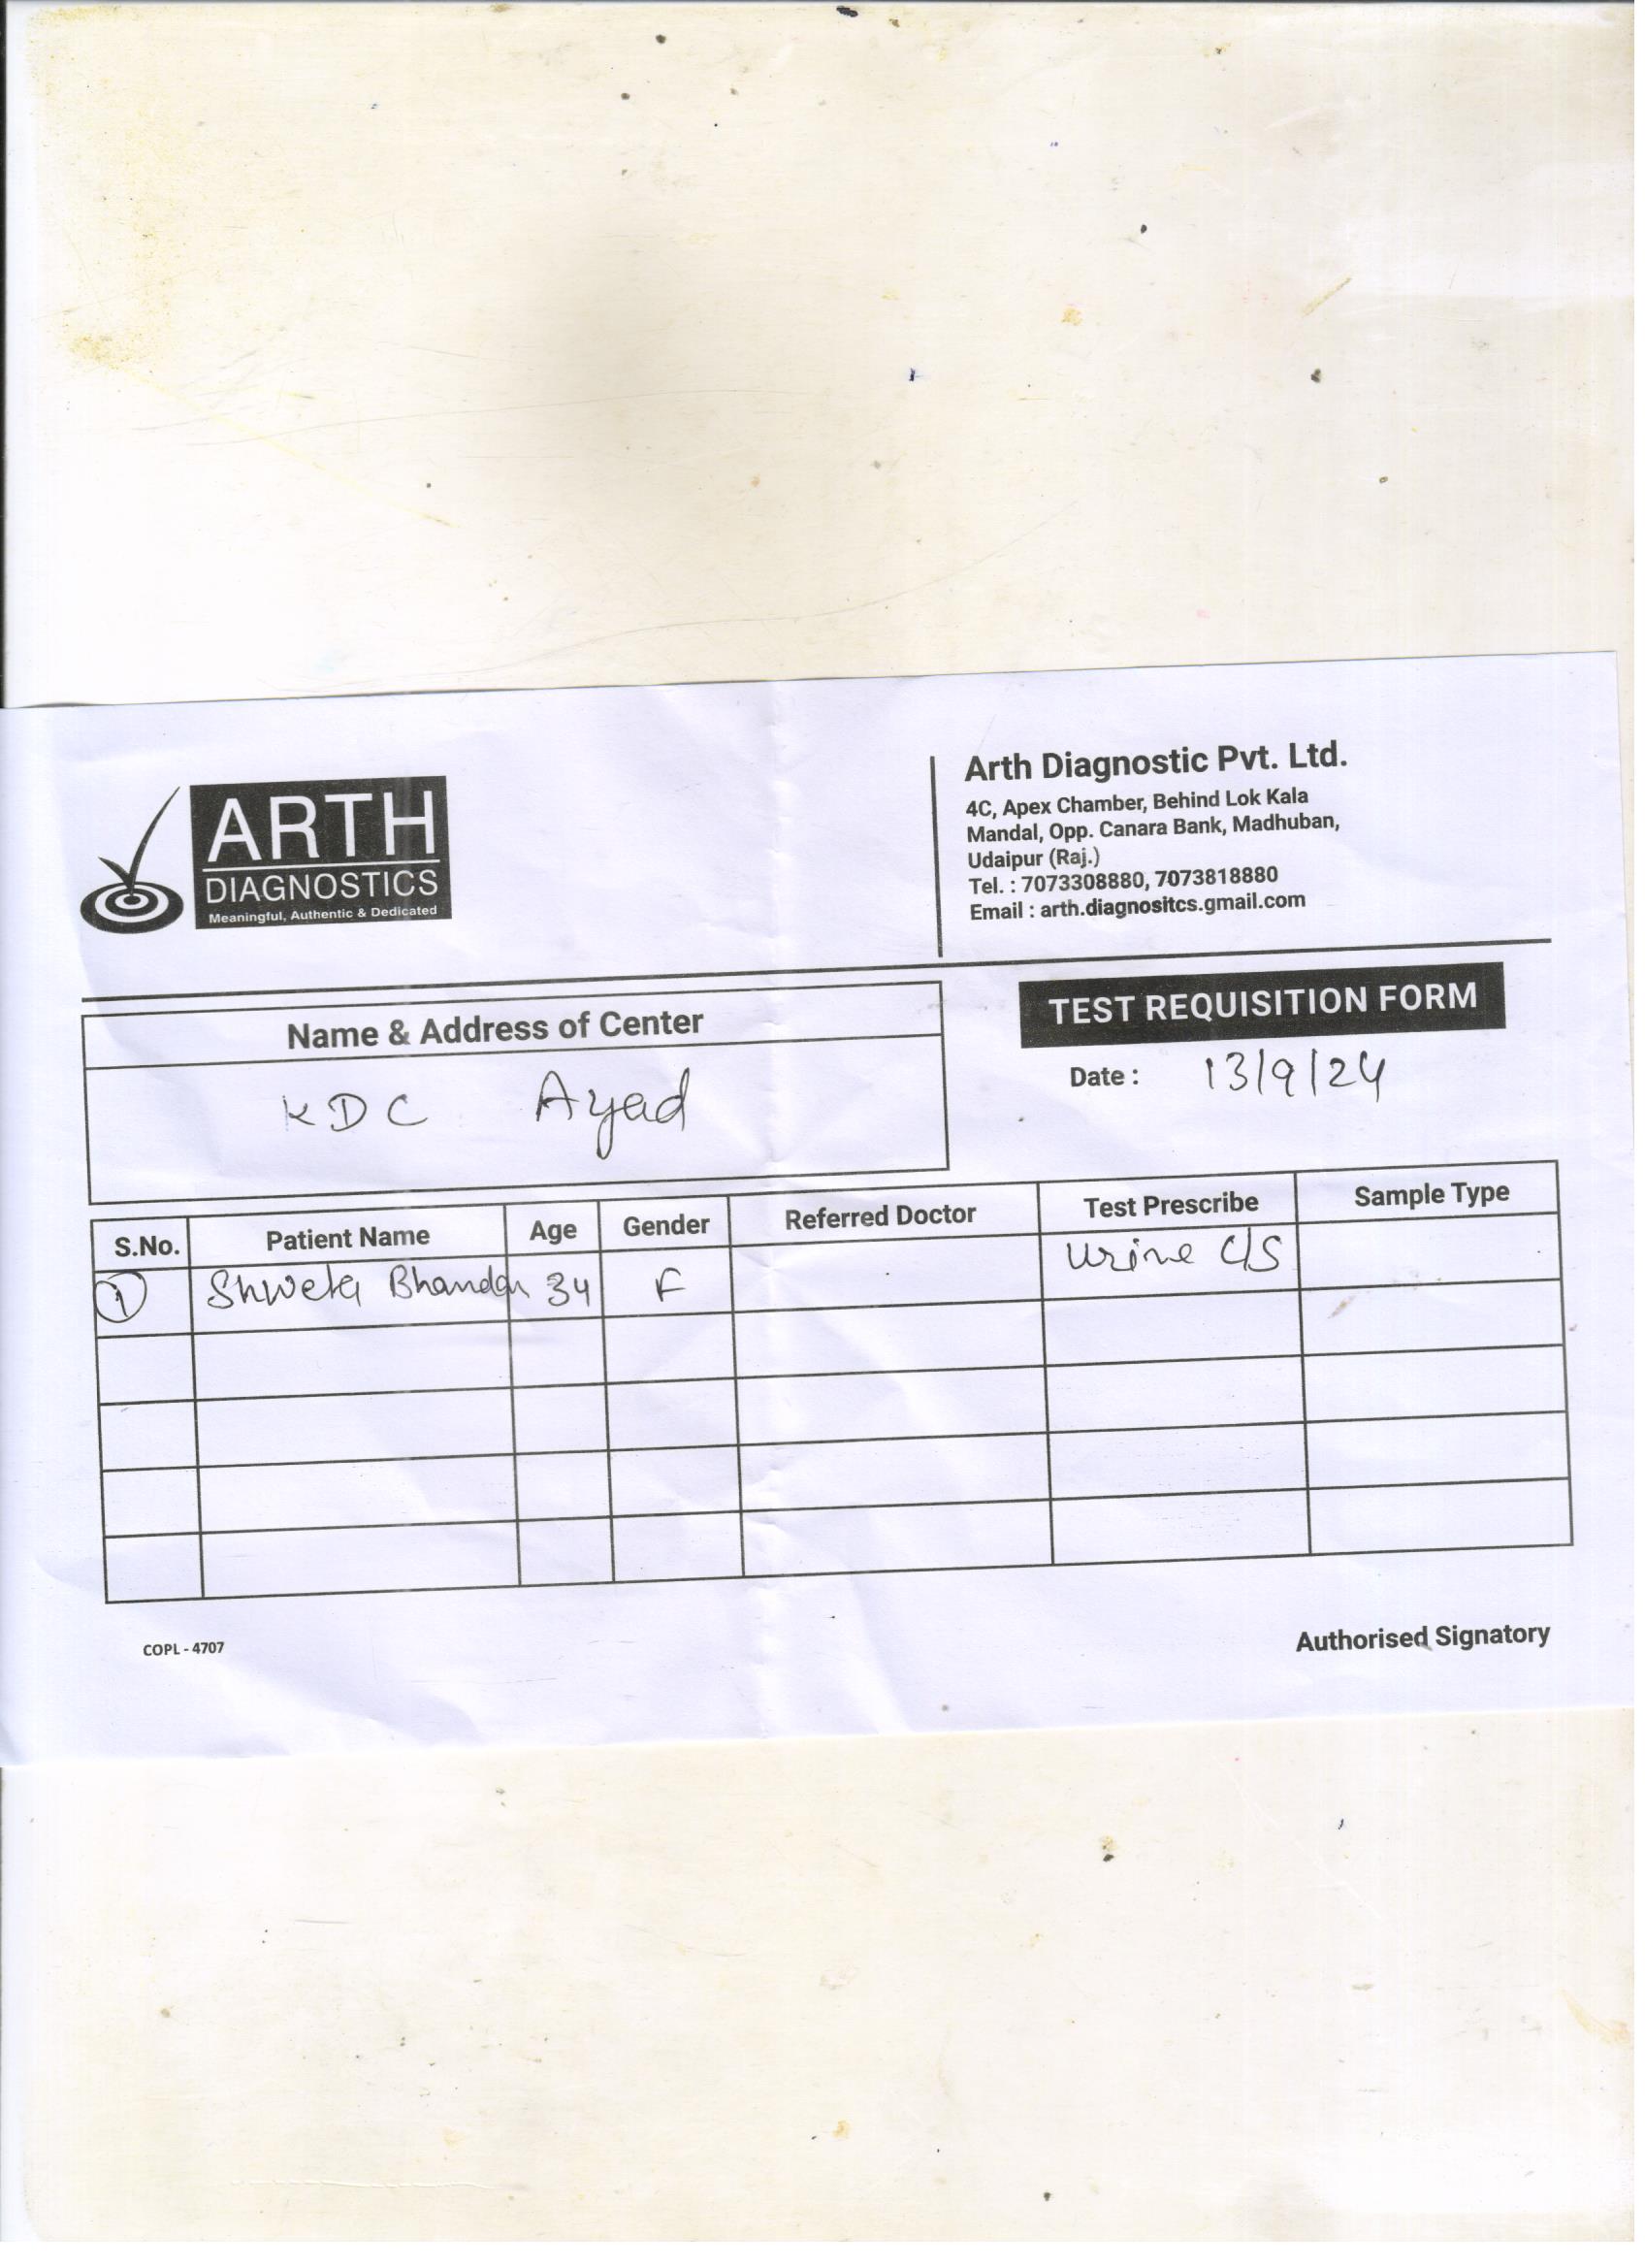 ARTH
DIAGNOSTICS
Meaningful, Authentic & Dedicated
Arth Diagnostic Pvt. Ltd.
4C, Apex Chamber, Behind Lok Kala
Mandal, Opp. Canara Bank, Madhuban,
Udaipur (Raj.)
Tel. : 7073308880, 7073818880
Email : arth.diagnositcs.gmail.com
Name & Address of Center
KDC Ayad
TEST REQUISITION FORM
Date : 13/9/24
S.No. Patient Name Age Gender Referred Doctor Test Prescribe Sample Type
1 Shweta 34 F Urine C/S
COPL - 4707
Authorised Signatory